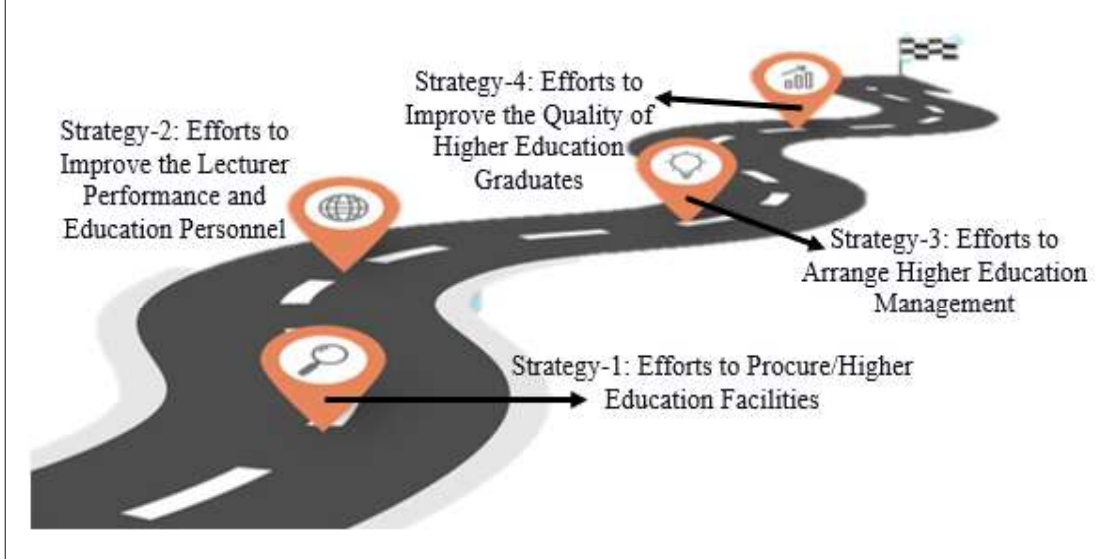 Strategy-4: Efforts to
Improve the Quality of
Higher Education
Graduates
Strategy-2: Efforts to
Improve the Lecturer
Performance and
Education Personnel
Strategy-3: Efforts to
Arrange Higher Education
Management
Strategy-1: Efforts to Procure/Higher
Education Facilities